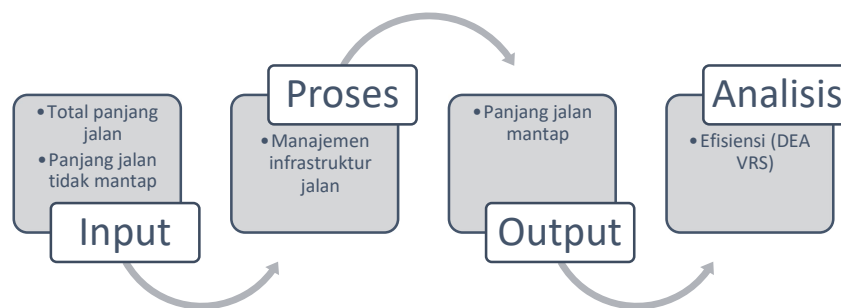 • Total panjang
jalan
• Panjang jalan
tidak mantap
Input
Proses
• Manajemen
infrastruktur
jalan
• Panjang jalan
mantap
Output
Analisis
• Efisiensi (DEA
VRS)